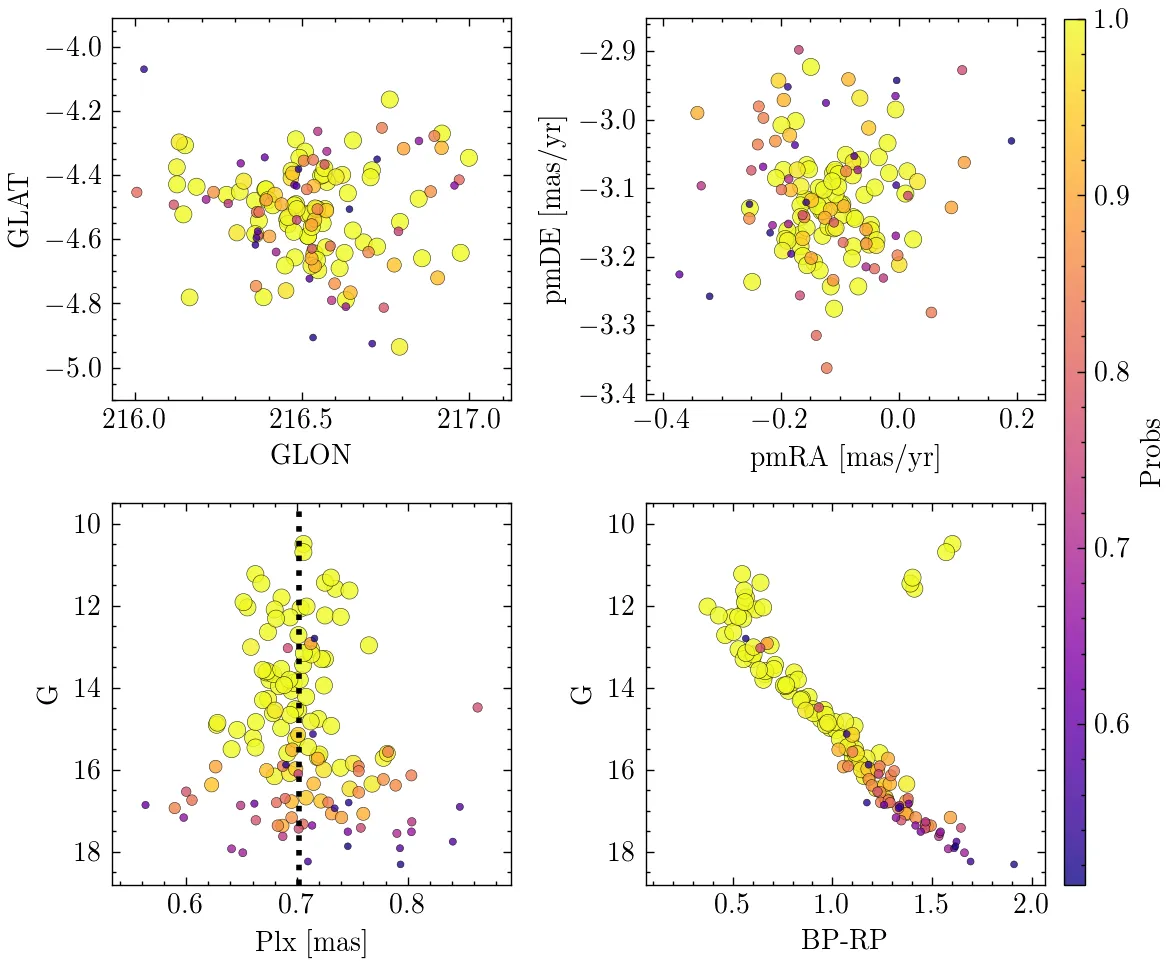 −4.0
−4.2
−4.4
−4.6
−4.8
−5.0
GLAT
216.0 216.5 217.0
GLON
−2.9
−3.0
−3.1
−3.2
−3.3
−3.4
pmDE [mas/yr]
−0.4 −0.2 0.0 0.2
pmRA [mas/yr]
1.0
0.9
0.8
0.7
0.6
Probs
10
12
14
16
18
G
0.6 0.7 0.8
Plx [mas]
10
12
14
16
18
G
0.5 1.0 1.5 2.0
BP-RP